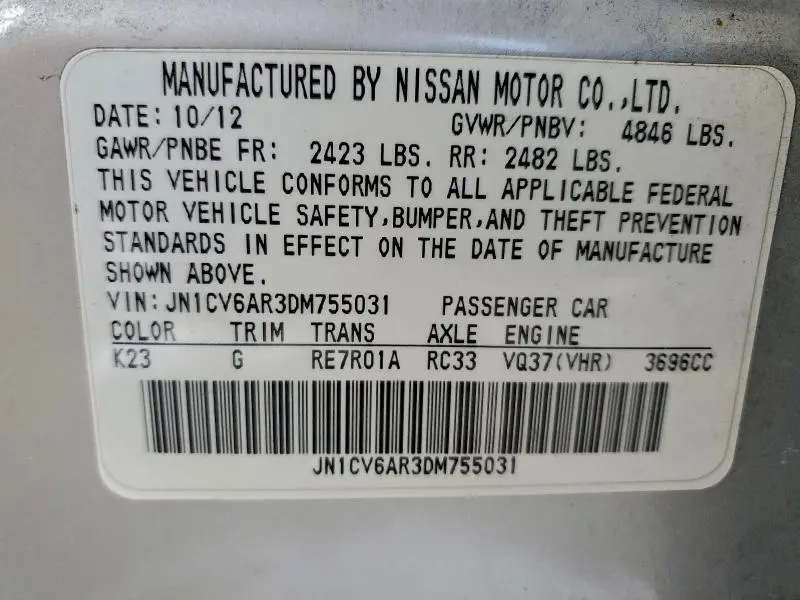 MANUFACTURED BY NISSAN MOTOR CO.,LTD.
DATE: 10/12 GVWR/PNBV: 4846 LBS.
GAWR/PNBE FR: 2423 LBS. RR: 2482 LBS.
THIS VEHICLE CONFORMS TO ALL APPLICABLE FEDERAL
MOTOR VEHICLE SAFETY,BUMPER,AND THEFT PREVENTION
STANDARDS IN EFFECT ON THE DATE OF MANUFACTURE
SHOWN ABOVE.
VIN: JN1CV6AR3DM755031 PASSENGER CAR
COLOR TRIM TRANS AXLE ENGINE
K23 G RE7R01A RC33 VQ37(VHR) 3696CC
JN1CV6AR3DM755031